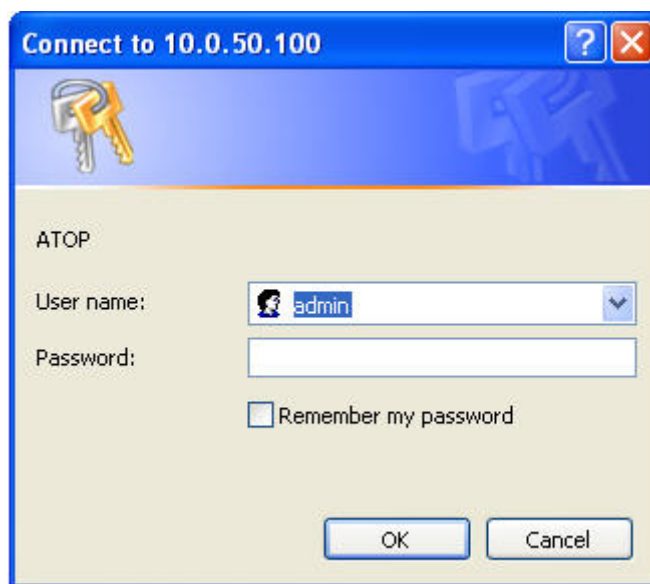 Connect to 10.0.50.100
ATOP
User name: admin
Password:
Remember my password
OK Cancel